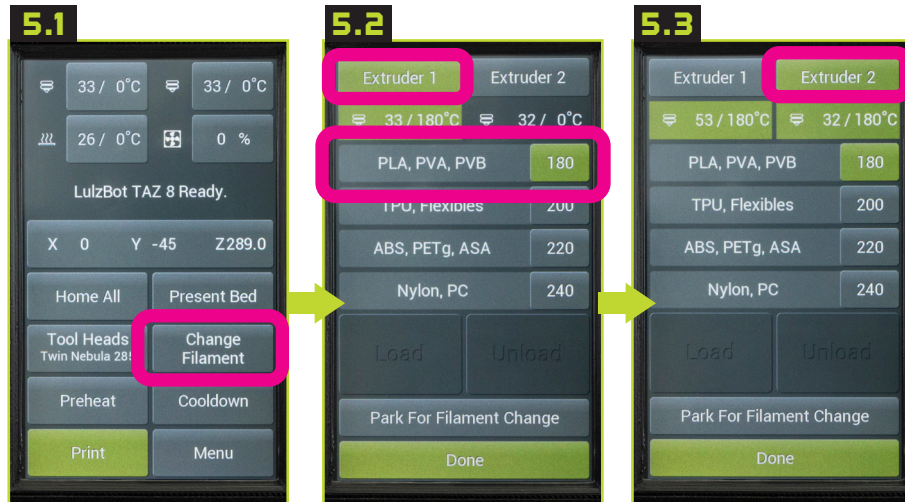 5.1
33 / 0°C 33 / 0°C
26 / 0°C 0 %
LulzBot TAZ 8 Ready.
X 0 Y -45 Z289.0
Home All Present Bed
Tool Heads Change
Twin Nebula 285 Filament
Preheat Cooldown
Print Menu
5.2
Extruder 1 Extruder 2
33 / 180°C 32 / 0°C
PLA, PVA, PVB 180
TPU, Flexibles 200
ABS, PETg, ASA 220
Nylon, PC 240
Load Unload
Park For Filament Change
Done
5.3
Extruder 1 Extruder 2
53 / 180°C 32 / 180°C
PLA, PVA, PVB 180
TPU, Flexibles 200
ABS, PETg, ASA 220
Nylon, PC 240
Load Unload
Park For Filament Change
Done